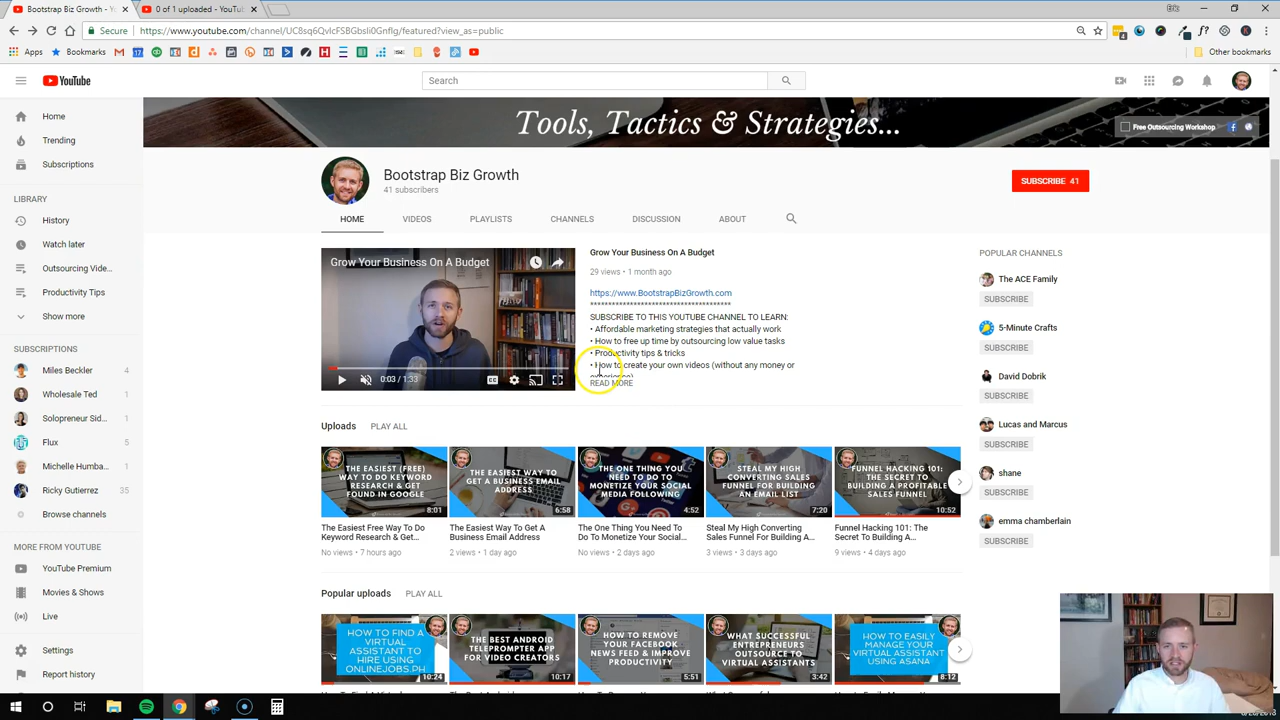 Bootstrap Biz Growth - Y
0 of 1 uploaded - YouTu
Secure
https://www.youtube.com/channel/UC8sq6QvlcFSBGbsIi0Gnflg/featured?view_as=public
Apps
Bookmarks
Other bookmarks
YouTube
Search
Tools, Tactics & Strategies...
Free Outsourcing Workshop
Home
Trending
Subscriptions
LIBRARY
History
Watch later
Outsourcing Vide...
Productivity Tips
Show more
SUBSCRIPTIONS
Miles Beckler 4
Wholesale Ted 1
Solopreneur Sid... 1
Flux 5
Michelle Humba... 1
Ricky Gutierrez 35
Browse channels
MORE FROM YOUTUBE
YouTube Premium
Movies & Shows
Live
Settings
Report history
Bootstrap Biz Growth
41 subscribers
SUBSCRIBE 41
HOME VIDEOS PLAYLISTS CHANNELS DISCUSSION ABOUT
Grow Your Business On A Budget
0:03 / 1:33
Grow Your Business On A Budget
29 views • 1 month ago
https://www.BootstrapBizGrowth.com
****************************************
SUBSCRIBE TO THIS YOUTUBE CHANNEL TO LEARN:
• Affordable marketing strategies that actually work
• How to free up time by outsourcing low value tasks
• Productivity tips & tricks
• How to create your own videos (without any money or
READ MORE
POPULAR CHANNELS
The ACE Family
SUBSCRIBE
5-Minute Crafts
SUBSCRIBE
David Dobrik
SUBSCRIBE
Lucas and Marcus
SUBSCRIBE
shane
SUBSCRIBE
emma chamberlain
SUBSCRIBE
Uploads PLAY ALL
THE EASIEST (FREE)
WAY TO DO KEYWORD
RESEARCH & GET
FOUND IN GOOGLE
8:01
The Easiest Free Way To Do
Keyword Research & Get...
No views • 7 hours ago
THE EASIEST WAY TO
GET A BUSINESS EMAIL
ADDRESS
6:58
The Easiest Way To Get A
Business Email Address
2 views • 1 day ago
THE ONE THING YOU
NEED TO DO TO
MONETIZE YOUR SOCIAL
MEDIA FOLLOWING
4:52
The One Thing You Need To
Do To Monetize Your Social...
No views • 2 days ago
STEAL MY HIGH
CONVERTING SALES
FUNNEL FOR BUILDING
AN EMAIL LIST
7:20
Steal My High Converting
Sales Funnel For Building A...
3 views • 3 days ago
FUNNEL HACKING 101:
THE SECRET TO
BUILDING A PROFITABLE
SALES FUNNEL
10:52
Funnel Hacking 101: The
Secret To Building A...
9 views • 4 days ago
Popular uploads PLAY ALL
HOW TO FIND A
VIRTUAL
ASSISTANT TO
HIRE USING
ONLINEJOBS.PH
10:24
THE BEST ANDROID
TELEPROMPTER APP
FOR VIDEO CREATORS
10:17
HOW TO REMOVE
YOUR FACEBOOK
NEWS FEED & IMPROVE
PRODUCTIVITY
5:51
WHAT SUCCESSFUL
ENTREPRENEURS
OUTSOURCE TO
VIRTUAL ASSISTANTS
3:42
HOW TO EASILY
MANAGE YOUR
VIRTUAL ASSISTANT
USING ASANA
8:12